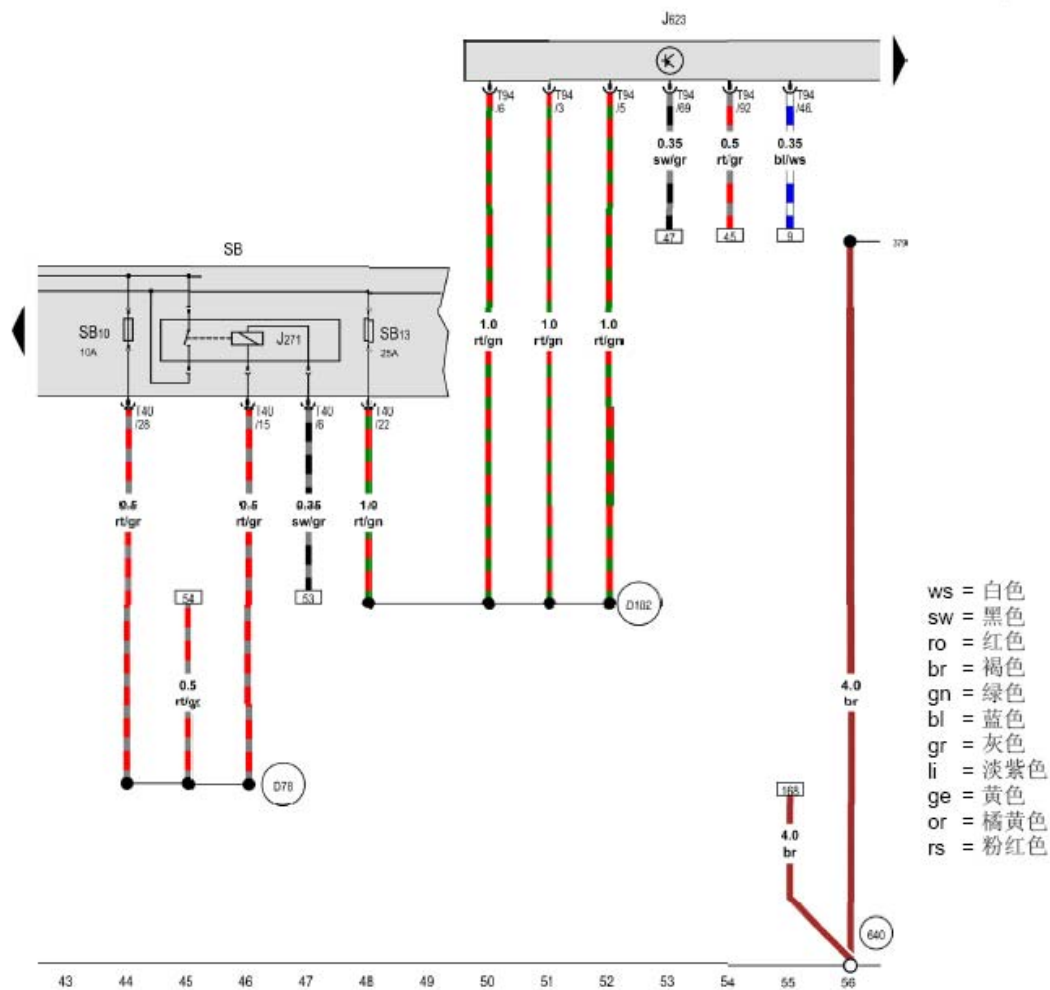 J623
T94
/6
T94
/3
T94
/5
T94
/69
T94
/92
T94
/46
0.35
sw/gr
0.5
rt/gr
0.35
bl/ws
47
45
9
SB
SB10
10A
J271
SB13
25A
T40
/28
T40
/15
T40
/6
T40
/22
1.0
rt/gn
1.0
rt/gn
1.0
rt/gn
0.5
rt/gr
0.5
rt/gr
0.35
sw/gr
1.0
rt/gn
54
53
D182
0.5
rt/gr
D78
4.0
br
168
4.0
br
640
ws = 白色
sw = 黑色
ro = 红色
br = 褐色
gn = 绿色
bl = 蓝色
gr = 灰色
li = 淡紫色
ge = 黄色
or = 橘黄色
rs = 粉红色
43 44 45 46 47 48 49 50 51 52 53 54 55 56